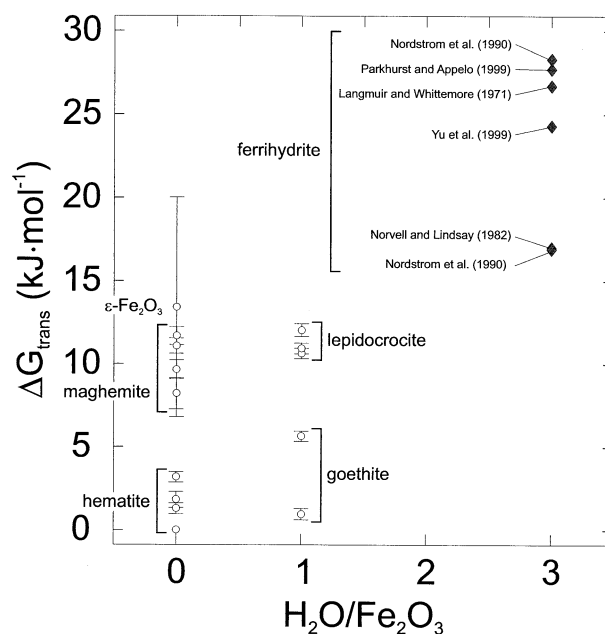 30
25
20
15
10
5
0
ΔG_trans (kJ·mol⁻¹)
Nordstrom et al. (1990)
Parkhurst and Appelo (1999)
Langmuir and Whittemore (1971)
Yu et al. (1999)
ferrihydrite
Norvell and Lindsay (1982)
Nordstrom et al. (1990)
ε-Fe₂O₃
lepidocrocite
maghemite
goethite
hematite
0 1 2 3
H₂O/Fe₂O₃